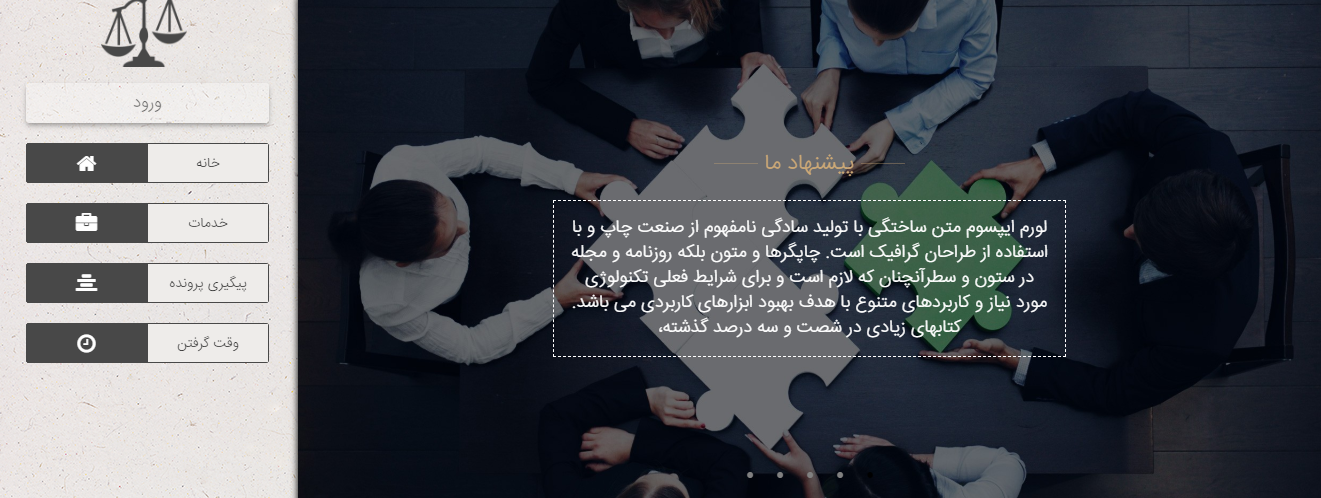 ورود
خانه
خدمات
پیگیری پرونده
وقت گرفتن
پیشنهاد ما
لورم ایپسوم متن ساختگی با تولید سادگی نامفهوم از صنعت چاپ و با
استفاده از طراحان گرافیک است. چاپگرها و متون بلکه روزنامه و مجله
در ستون و سطرآنچنان که لازم است و برای شرایط فعلی تکنولوژی
مورد نیاز و کاربردهای متنوع با هدف بهبود ابزارهای کاربردی می باشد.
کتابهای زیادی در شصت و سه درصد گذشته،